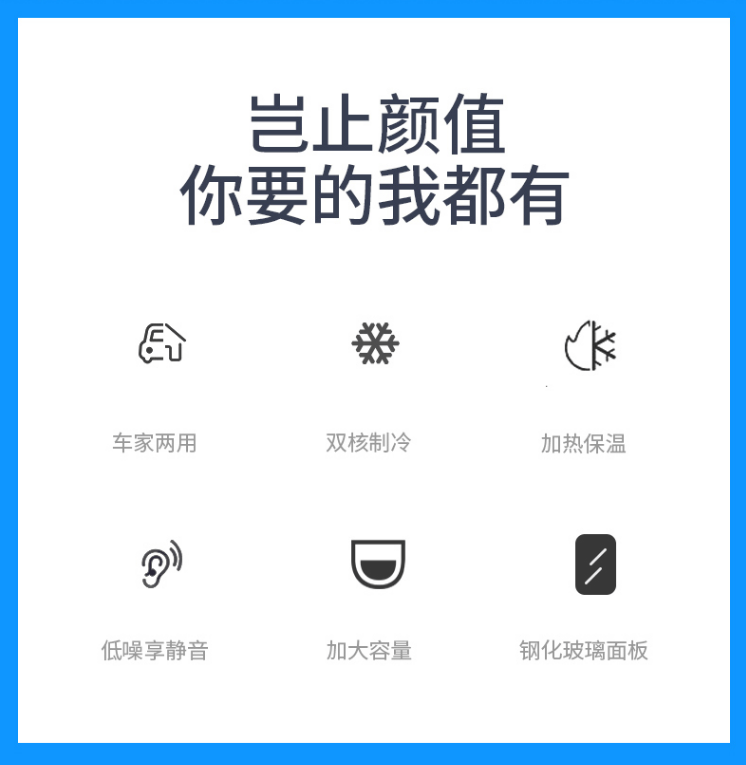 岂止颜值
你要的我都有
车家两用
双核制冷
加热保温
低噪享静音
加大容量
钢化玻璃面板